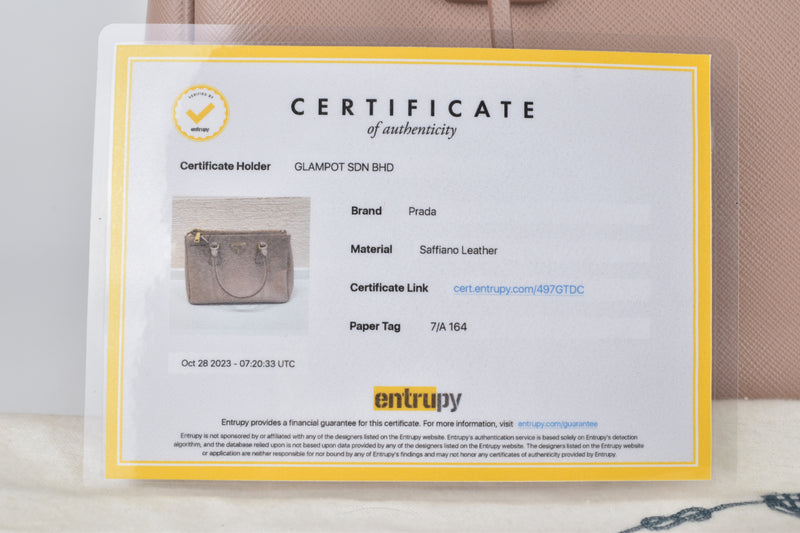 VERIFIED BY
entrupy
CERTIFICATE
of authenticity
Certificate Holder GLAMPOT SDN BHD
Brand Prada
Material Saffiano Leather
Certificate Link cert.entrupy.com/497GTDC
Paper Tag 7/A 164
Oct 28 2023 - 07:20:33 UTC
entrupy
Entrupy provides a financial guarantee for this certificate. For more information, visit entrupy.com/guarantee
Entrupy is not sponsored by or affiliated with any of the designers listed on the Entrupy website. Entrupy's authentication service is based solely on Entrupy's detection
algorithm, and the database relied upon is not based upon data provided by any of the designers listed on the Entrupy website. The designers listed on the Entrupy website
or application are neither responsible for nor bound by any of Entrupy's findings and may not honor any certificates of authenticity provided by Entrupy.